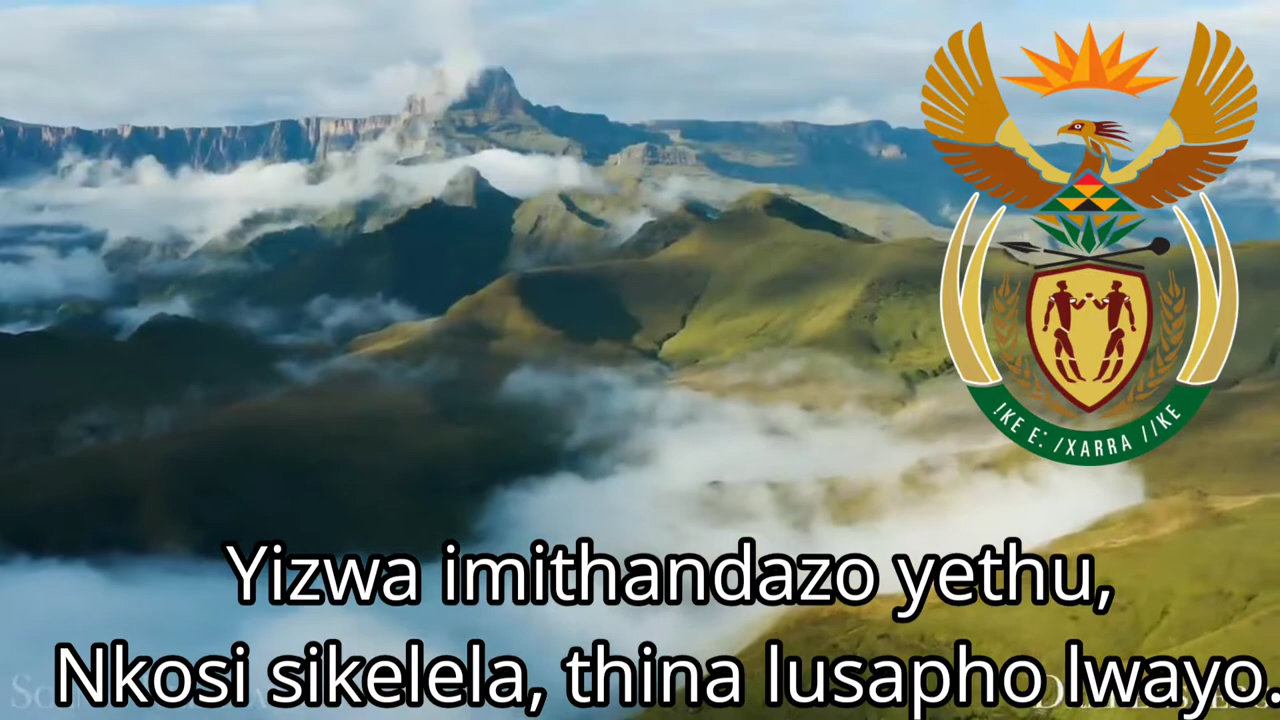 !KE E: /XARRA //KE
Yizwa imithandazo yethu,
Nkosi sikelela, thina lusapho lwayo.